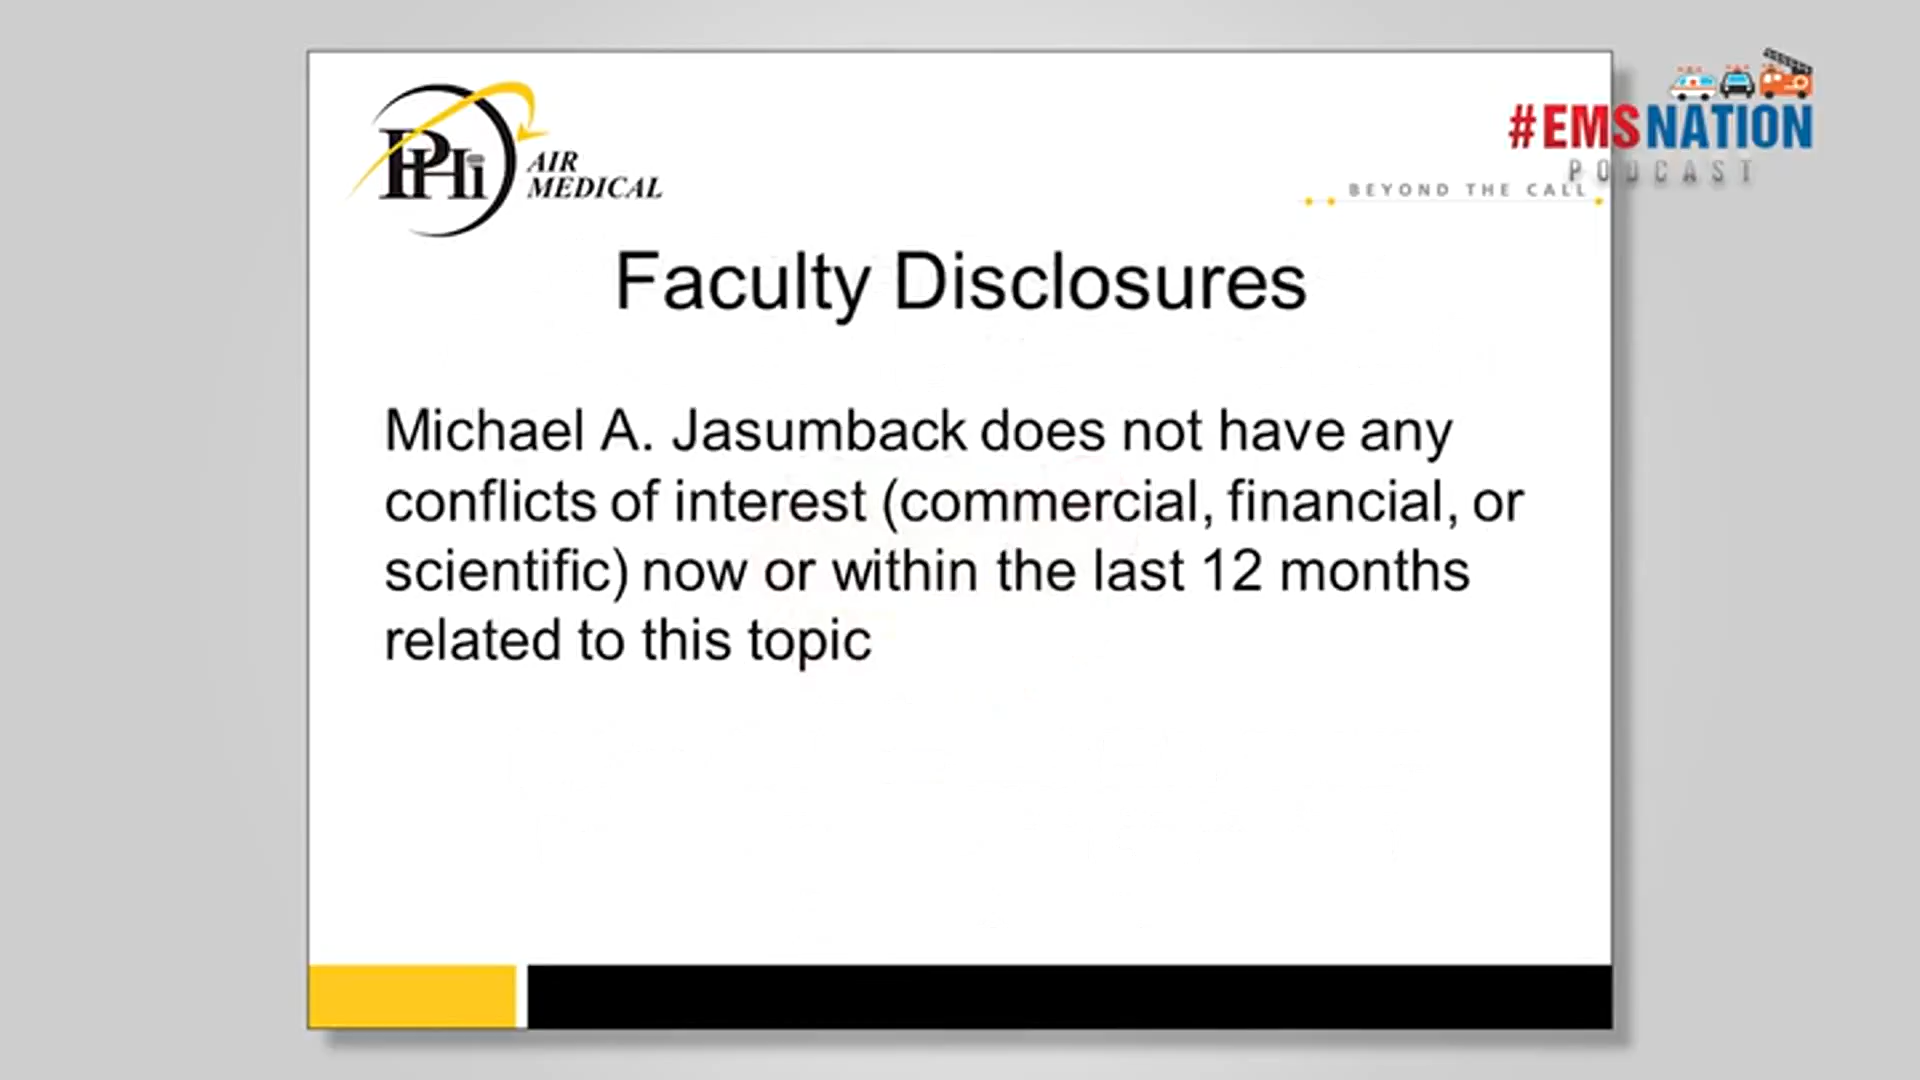 PHi AIR
MEDICAL
#EMSNATION
PODCAST
BEYOND THE CALL
Faculty Disclosures
Michael A. Jasumback does not have any
conflicts of interest (commercial, financial, or
scientific) now or within the last 12 months
related to this topic